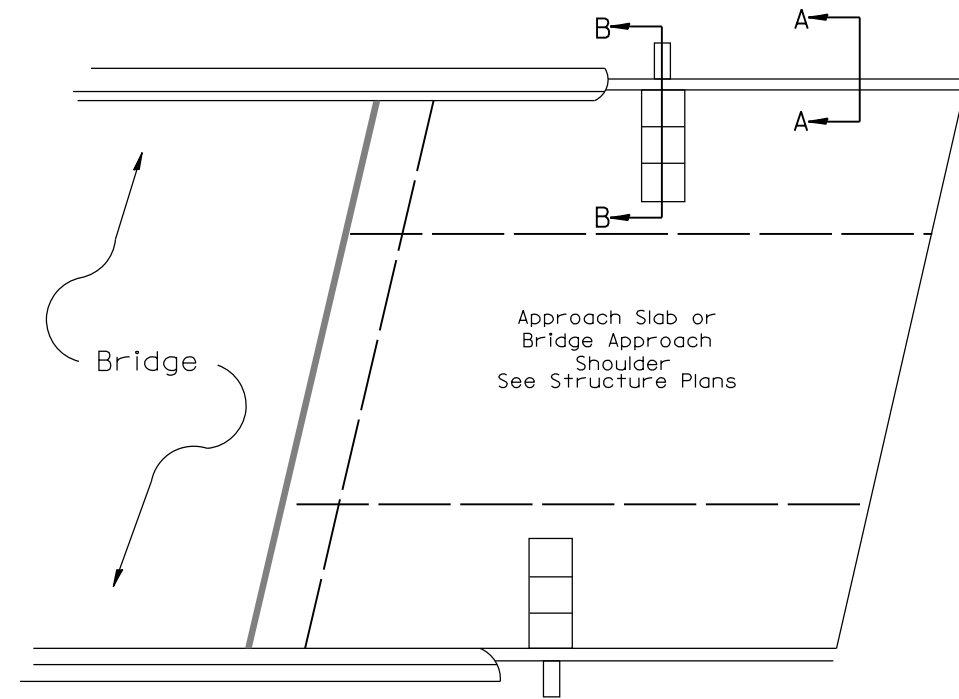 B
A
A
B
Approach Slab or
Bridge Approach
Shoulder
See Structure Plans
Bridge